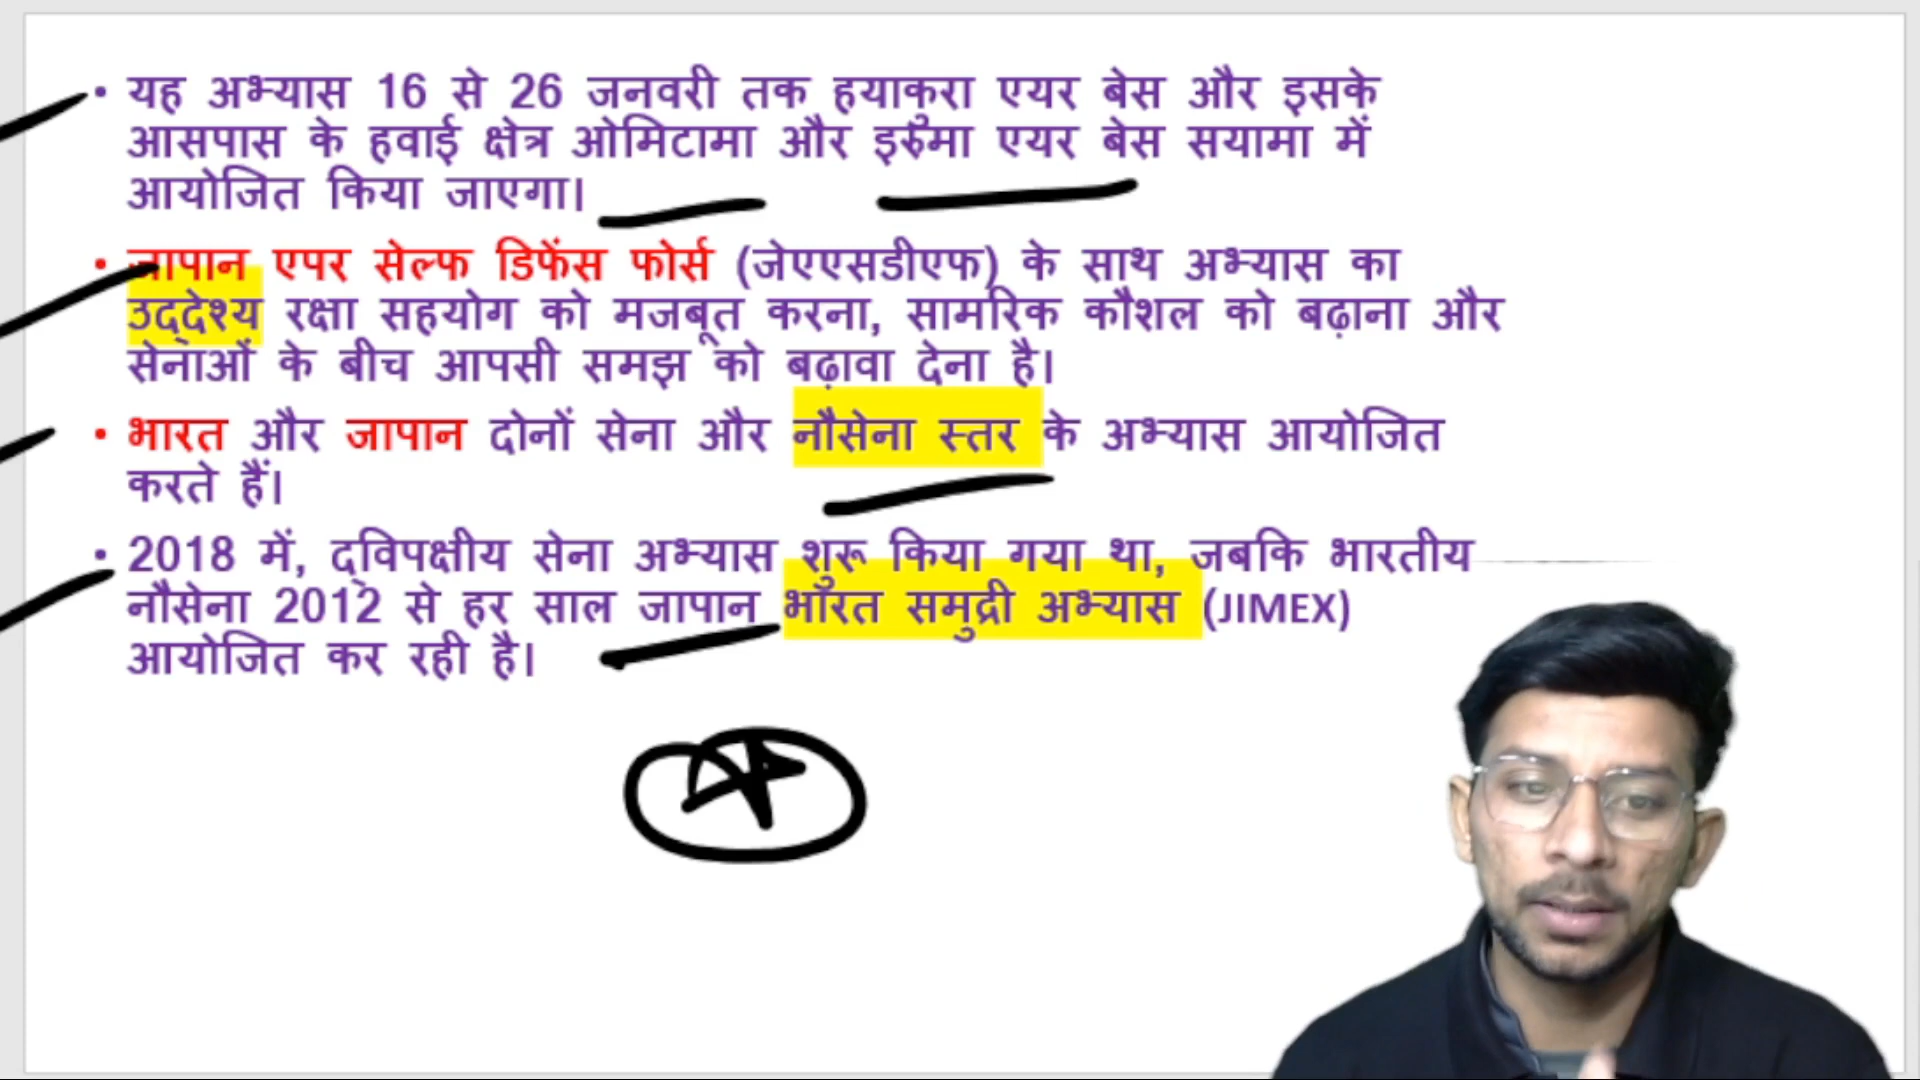 • यह अभ्यास 16 से 26 जनवरी तक हयाकुरा एयर बेस और इसके
आसपास के हवाई क्षेत्र ओमिटामा और इरुमा एयर बेस सयामा में
आयोजित किया जाएगा।
• जापान एपर सेल्फ डिफेंस फोर्स (जेएएसडीएफ) के साथ अभ्यास का
उद्देश्य रक्षा सहयोग को मजबूत करना, सामरिक कौशल को बढ़ाना और
सेनाओं के बीच आपसी समझ को बढ़ावा देना है।
• भारत और जापान दोनों सेना और नौसेना स्तर के अभ्यास आयोजित
करते हैं।
• 2018 में, द्विपक्षीय सेना अभ्यास शुरू किया गया था, जबकि भारतीय
नौसेना 2012 से हर साल जापान भारत समुद्री अभ्यास (JIMEX)
आयोजित कर रही है।